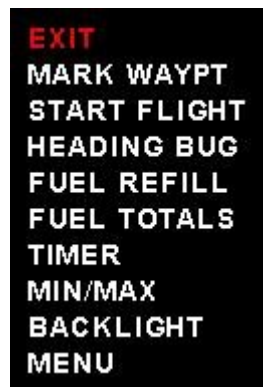 EXIT
MARK WAYPT
START FLIGHT
HEADING BUG
FUEL REFILL
FUEL TOTALS
TIMER
MIN/MAX
BACKLIGHT
MENU